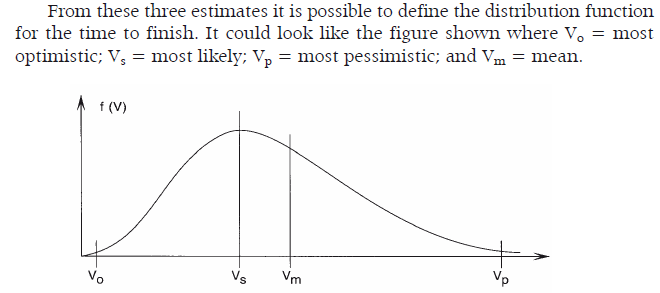 From these three estimates it is possible to define the distribution function
for the time to finish. It could look like the figure shown where Vo = most
optimistic; Vs = most likely; Vp = most pessimistic; and Vm = mean.
f (V)
Vo Vs Vm Vp